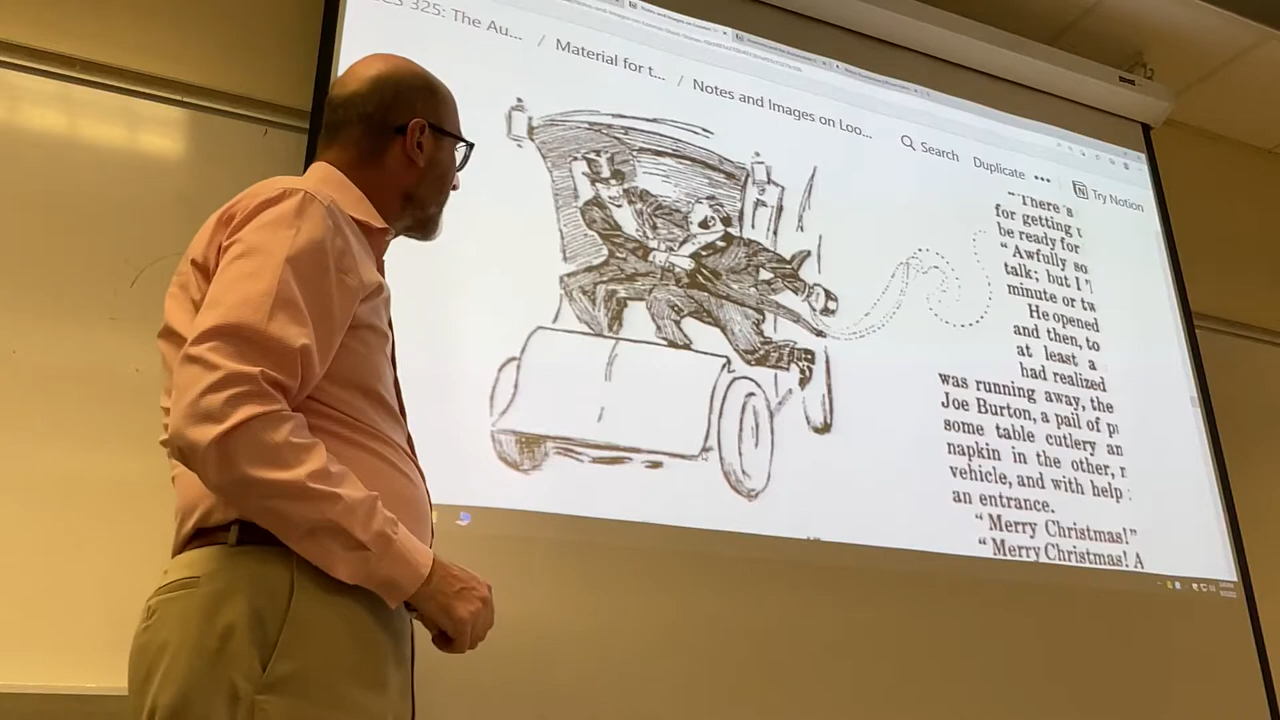 CS 325: The Au... / Material for t... / Notes and Images on Loo...
Search Duplicate ••• Try Notion
"There's
for getting t
be ready for
"Awfully so
talk; but I'l
minute or tw
He opened
and then, to
at least a
had realized
was running away, the
Joe Burton, a pail of p
some table cutlery an
napkin in the other, r
vehicle, and with help
an entrance.
"Merry Christmas!"
"Merry Christmas! A